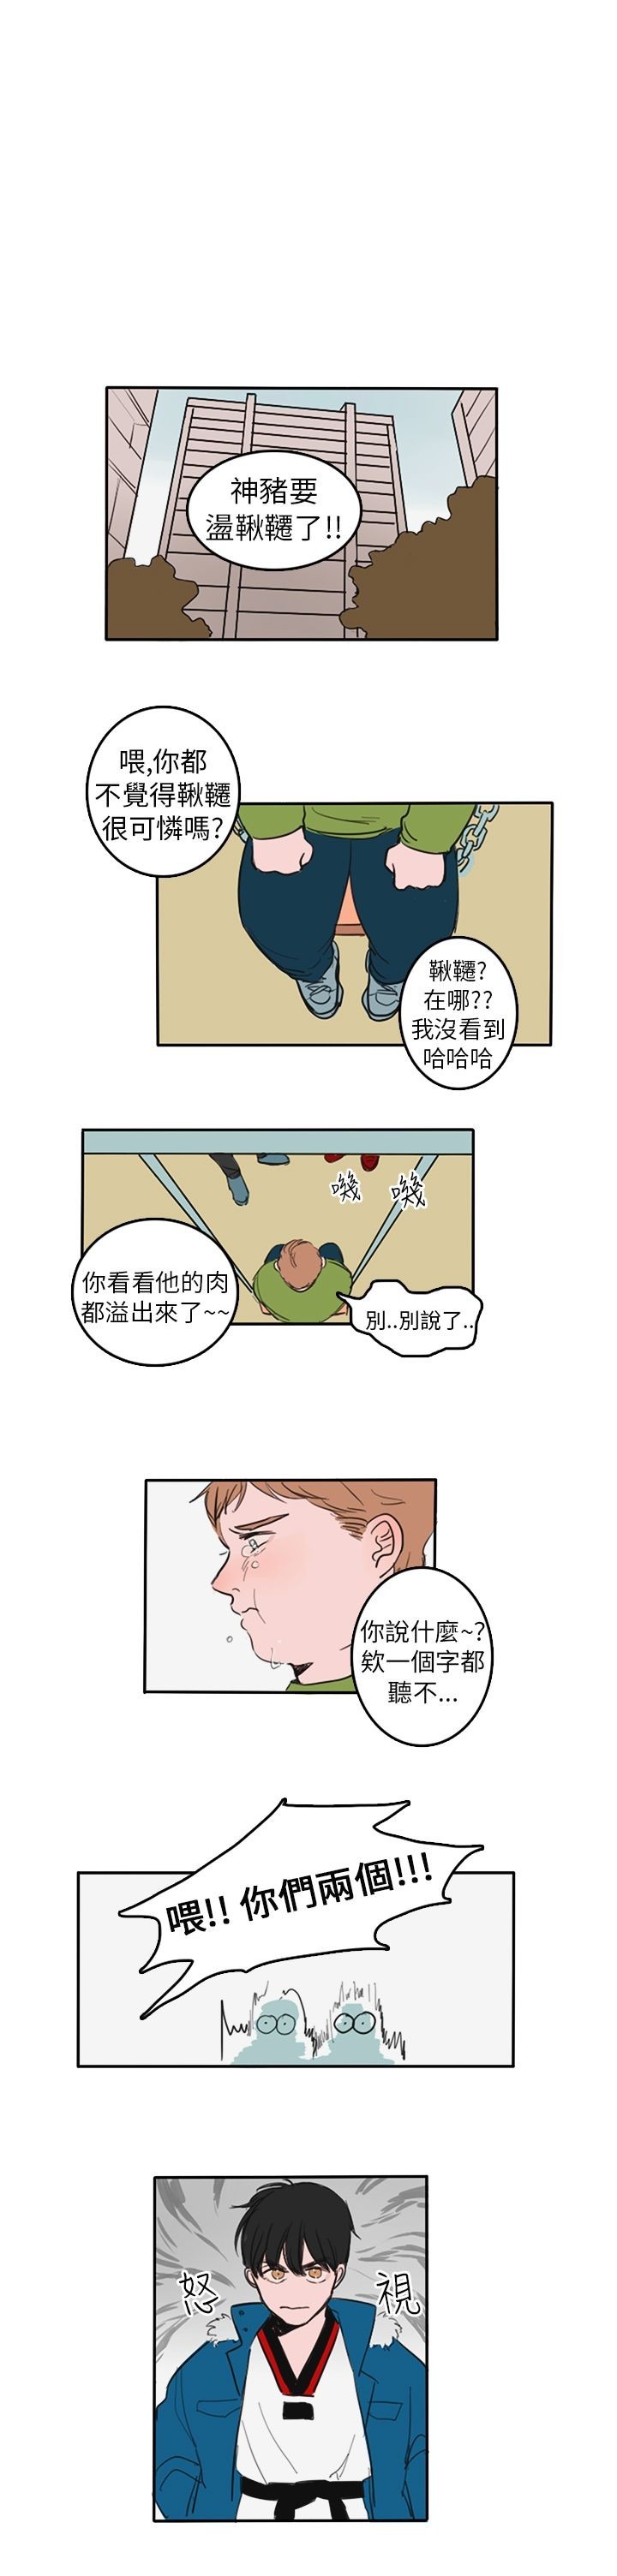 神豬要
盪鞦韆了!!
喂,你都
不覺得鞦韆
很可憐嗎?
鞦韆?
在哪??
我沒看到
哈哈哈
嘰
嘰
你看看他的肉
都溢出來了~~
別..別說了..
你說什麼~?
欸一個字都
聽不...
喂!! 你們兩個!!!
怒
視